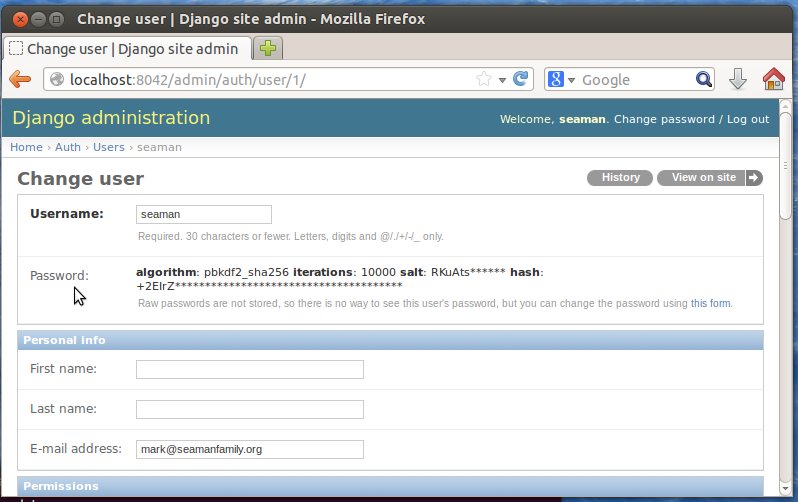 Change user | Django site admin - Mozilla Firefox
Change user | Django site admin
localhost:8042/admin/auth/user/1/
Google
Django administration
Welcome, seaman. Change password / Log out
Home › Auth › Users › seaman
Change user
History
View on site
Username:
seaman
Required. 30 characters or fewer. Letters, digits and @/./+/-/_ only.
Password:
algorithm: pbkdf2_sha256 iterations: 10000 salt: RKuAts****** hash:
+2EIrZ**************************************
Raw passwords are not stored, so there is no way to see this user's password, but you can change the password using this form.
Personal info
First name:
Last name:
E-mail address:
mark@seamanfamily.org
Permissions